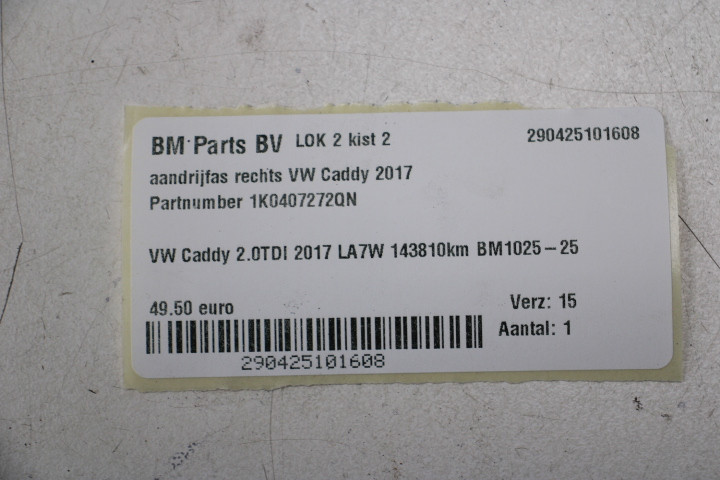 BM Parts BV LOK 2 kist 2 290425101608
aandrijfas rechts VW Caddy 2017
Partnumber 1K0407272QN
VW Caddy 2.0TDI 2017 LA7W 143810km BM1025-25
49.50 euro Verz: 15
Aantal: 1
290425101608